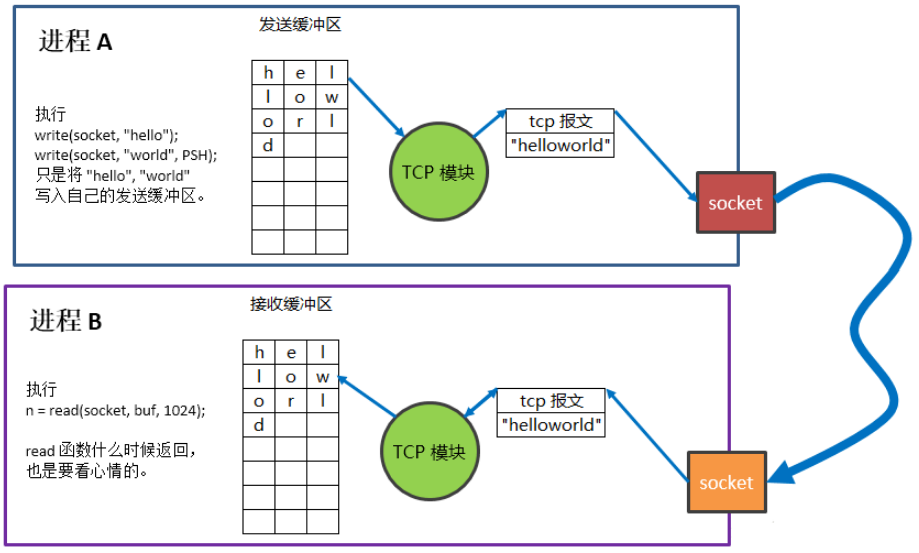 进程 A
发送缓冲区
执行
write(socket, "hello");
write(socket, "world", PSH);
只是将 "hello", "world"
写入自己的发送缓冲区。
h e l
l o w
o r l
d
TCP 模块
tcp 报文
"helloworld"
socket
进程 B
接收缓冲区
执行
n = read(socket, buf, 1024);
read 函数什么时候返回，
也是要看心情的。
h e l
l o w
o r l
d
TCP 模块
tcp 报文
"helloworld"
socket